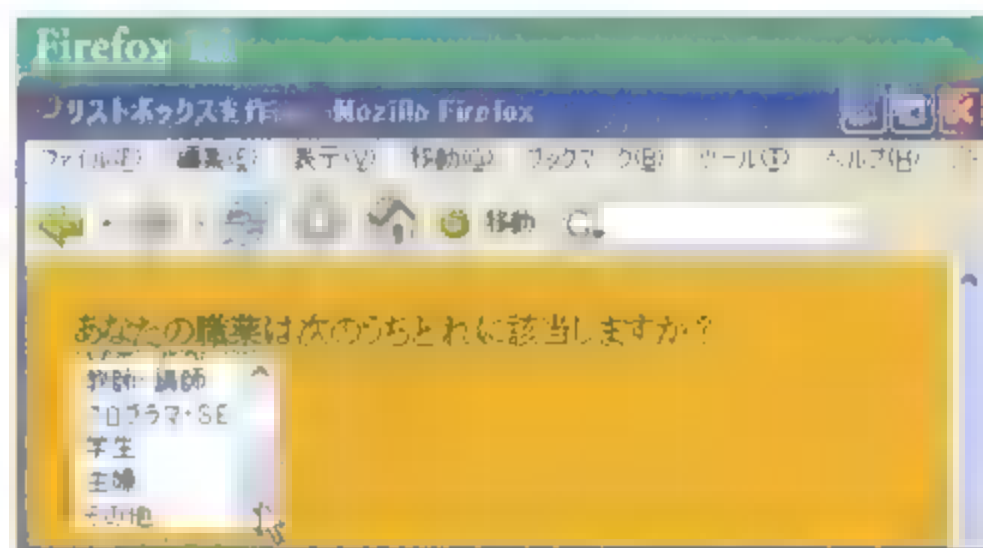 Firefox
リストボックスを作 Mozilla Firefox
ファイル(F) 編集(E) 表示(V) 移動(G) ブックマーク(B) ツール(T) ヘルプ(H)
移動
あなたの職業は次のうちどれに該当しますか?
教師・講師
プログラマ・SE
学生
主婦
その他